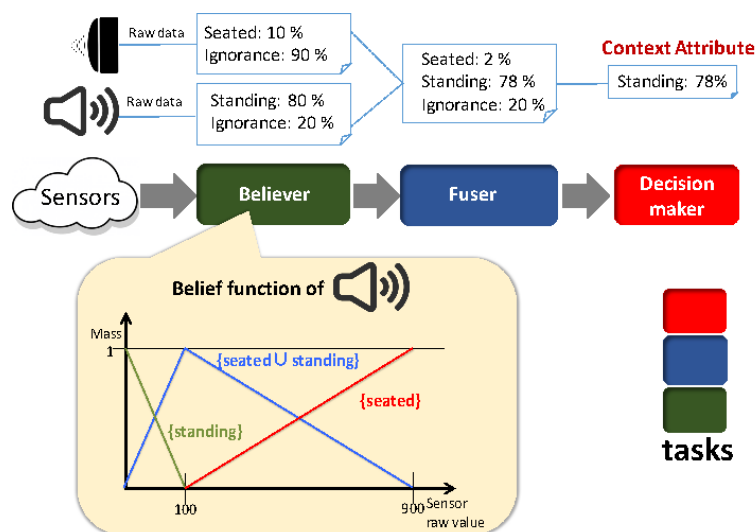 Raw data
Seated: 10 %
Ignorance: 90 %
Raw data
Standing: 80 %
Ignorance: 20 %
Seated: 2 %
Standing: 78 %
Ignorance: 20 %
Context Attribute
Standing: 78%
Sensors
Believer
Fuser
Decision
maker
Belief function of
Mass
1
{seated ∪ standing}
{seated}
{standing}
100
900
Sensor
raw value
tasks